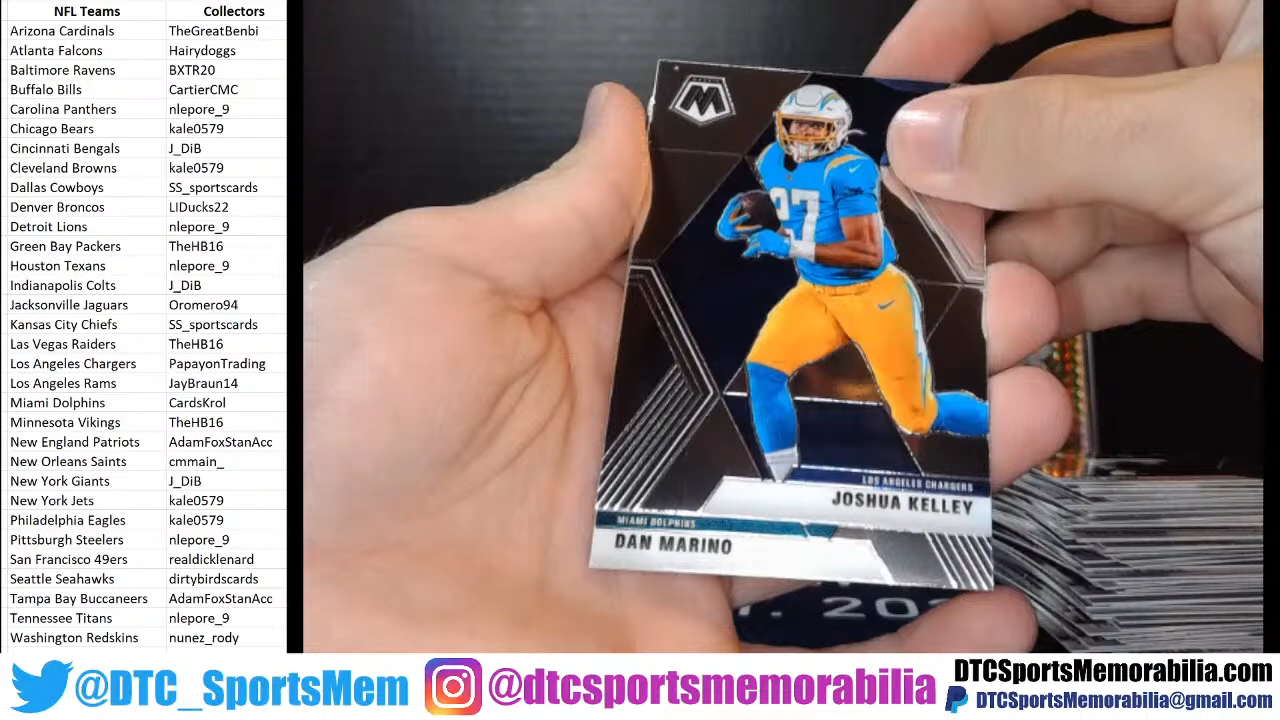 NFL Teams Collectors
Arizona Cardinals TheGreatBenbi
Atlanta Falcons Hairydoggs
Baltimore Ravens BXTR20
Buffalo Bills CartierCMC
Carolina Panthers nlepore_9
Chicago Bears kale0579
Cincinnati Bengals J_DiB
Cleveland Browns kale0579
Dallas Cowboys SS_sportscards
Denver Broncos LIDucks22
Detroit Lions nlepore_9
Green Bay Packers TheHB16
Houston Texans nlepore_9
Indianapolis Colts J_DiB
Jacksonville Jaguars Oromero94
Kansas City Chiefs SS_sportscards
Las Vegas Raiders TheHB16
Los Angeles Chargers PapayonTrading
Los Angeles Rams JayBraun14
Miami Dolphins CardsKrol
Minnesota Vikings TheHB16
New England Patriots AdamFoxStanAcc
New Orleans Saints cmmain_
New York Giants J_DiB
New York Jets kale0579
Philadelphia Eagles kale0579
Pittsburgh Steelers nlepore_9
San Francisco 49ers realdicklenard
Seattle Seahawks dirtybirdscards
Tampa Bay Buccaneers AdamFoxStanAcc
Tennessee Titans nlepore_9
Washington Redskins nunez_rody
M
27
LOS ANGELES CHARGERS
JOSHUA KELLEY
MIAMI DOLPHINS
DAN MARINO
@DTC_SportsMem
@dtcsportsmemorabilia
DTCSportsMemorabilia.com
DTCSportsMemorabilia@gmail.com